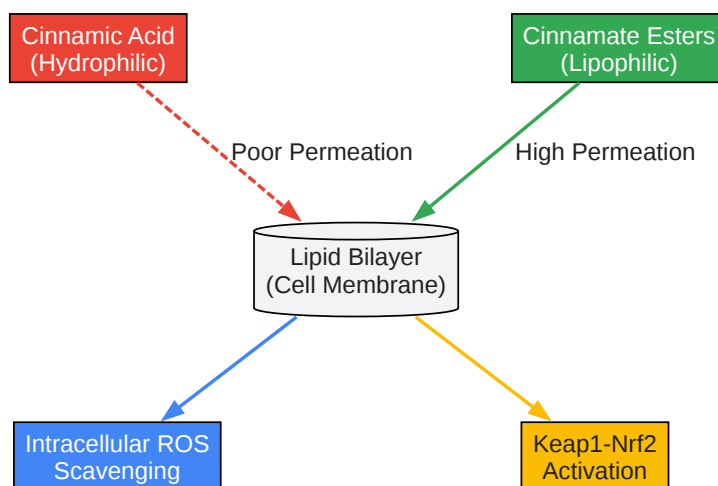 Cinnamic Acid
(Hydrophilic)
Cinnamate Esters
(Lipophilic)
Poor Permeation
High Permeation
Lipid Bilayer
(Cell Membrane)
Intracellular ROS
Scavenging
Keap1-Nrf2
Activation